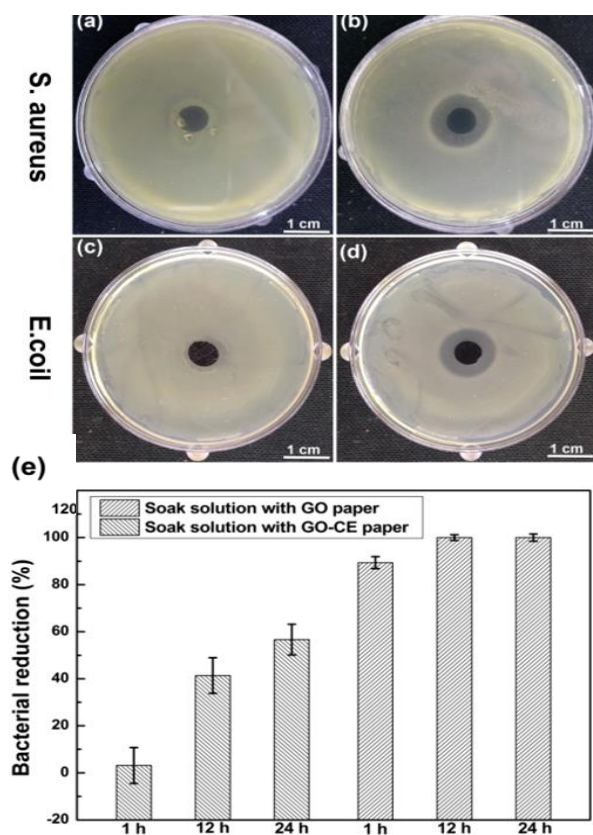 (a)
(b)
S. aureus
1 cm
1 cm
(c)
(d)
E.coil
1 cm
1 cm
(e)
Soak solution with GO paper
Soak solution with GO-CE paper
Bacterial reduction (%)
120
100
80
60
40
20
0
-20
1 h 12 h 24 h 1 h 12 h 24 h